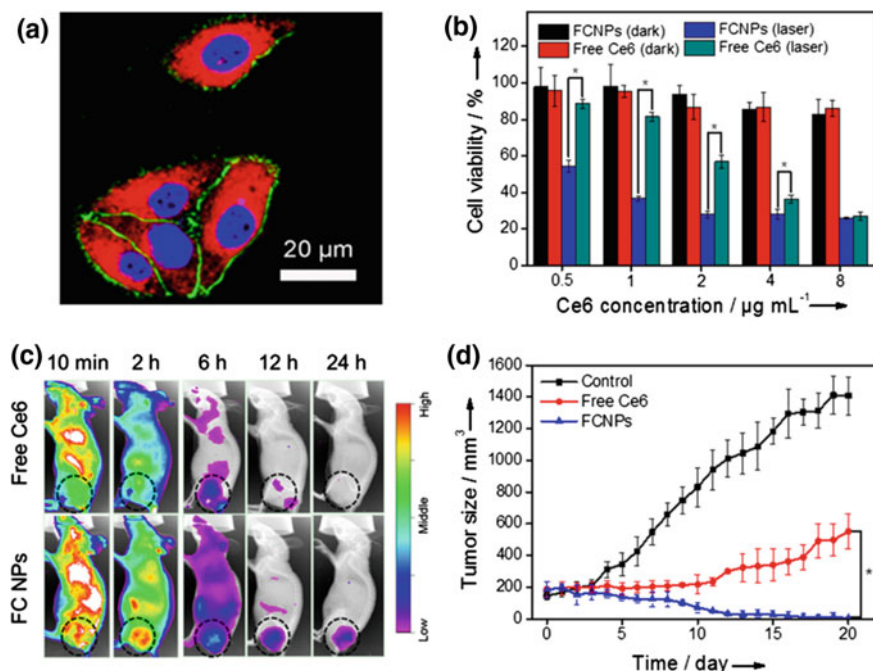 (a)
20 µm
(b)
FCNPs (dark)
FCNPs (laser)
Free Ce6 (dark)
Free Ce6 (laser)
Cell viability / %
120
100
80
60
40
20
0
* * * *
0.5 1 2 4 8
Ce6 concentration / µg mL⁻¹
(c)
10 min 2 h 6 h 12 h 24 h
Free Ce6
FC NPs
High
Middle
Low
(d)
Tumor size / mm³
1600
1400
1200
1000
800
600
400
200
0
Control
Free Ce6
FCNPs
*
0 5 10 15 20
Time / day